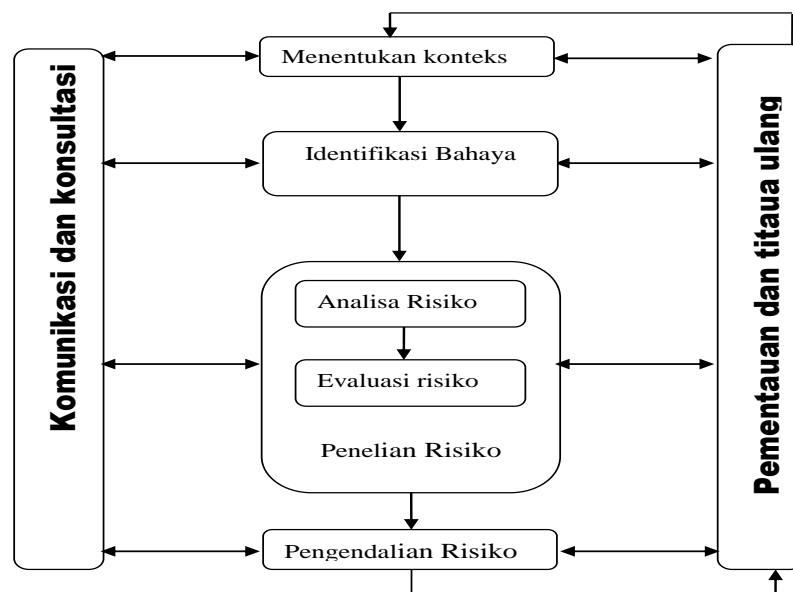 Komunikasi dan konsultasi
Menentukan konteks
Identifikasi Bahaya
Analisa Risiko
Evaluasi risiko
Penelian Risiko
Pengendalian Risiko
Pementauan dan titaua ulang